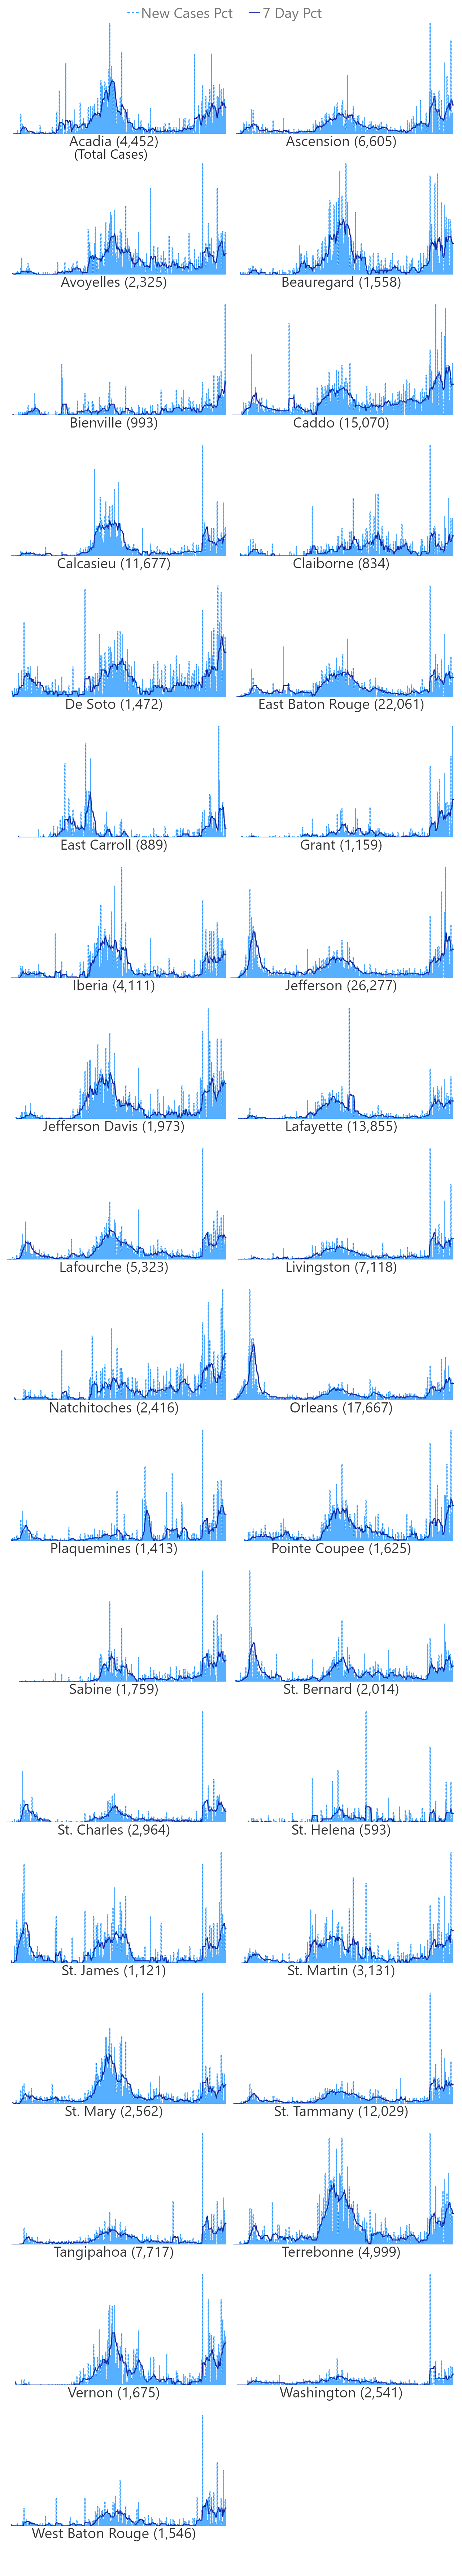 New Cases Pct 7 Day Pct
Acadia (4,452) Ascension (6,605)
(Total Cases)
Avoyelles (2,325) Beauregard (1,558)
Bienville (993) Caddo (15,070)
Calcasieu (11,677) Claiborne (834)
De Soto (1,472) East Baton Rouge (22,061)
East Carroll (889) Grant (1,159)
Iberia (4,111) Jefferson (26,277)
Jefferson Davis (1,973) Lafayette (13,855)
Lafourche (5,323) Livingston (7,118)
Natchitoches (2,416) Orleans (17,667)
Plaquemines (1,413) Pointe Coupee (1,625)
Sabine (1,759) St. Bernard (2,014)
St. Charles (2,964) St. Helena (593)
St. James (1,121) St. Martin (3,131)
St. Mary (2,562) St. Tammany (12,029)
Tangipahoa (7,717) Terrebonne (4,999)
Vernon (1,675) Washington (2,541)
West Baton Rouge (1,546)